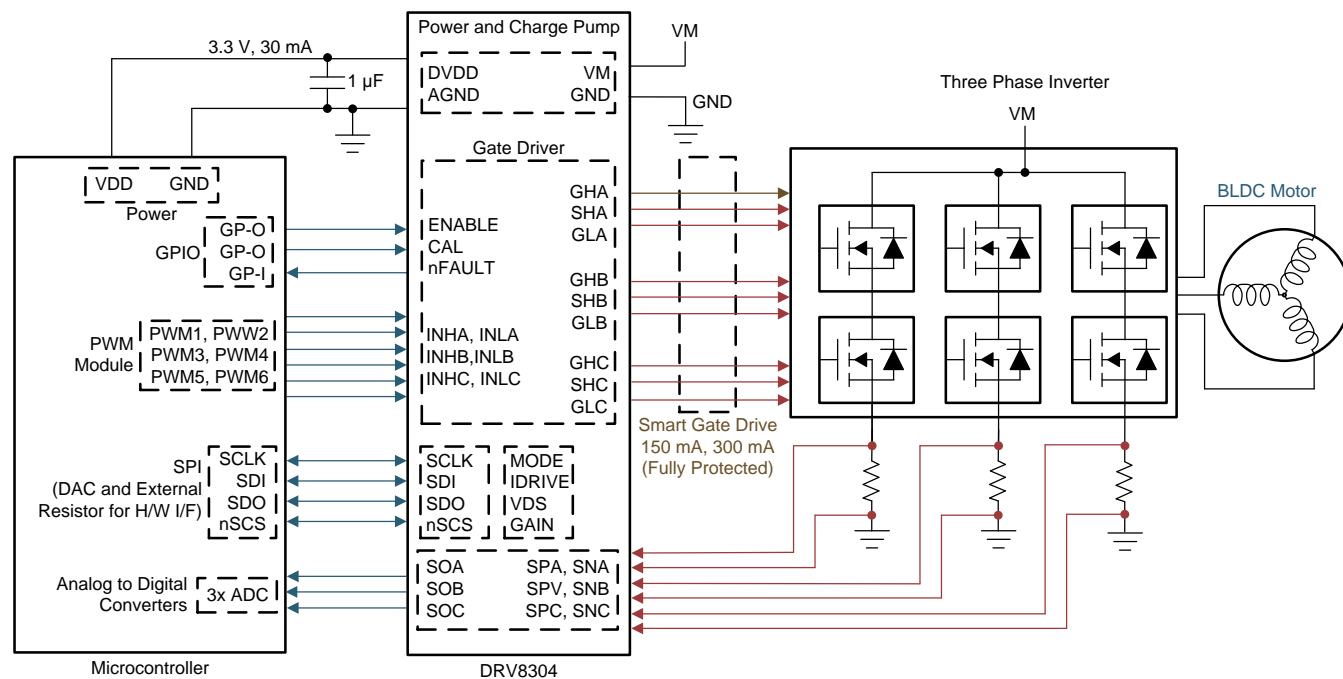 Power and Charge Pump
3.3 V, 30 mA
1 µF
DVDD
AGND
VM
GND
VM
GND
Three Phase Inverter
VM
BLDC Motor
Gate Driver
VDD
GND
Power
GPIO
GP-O
GP-O
GP-I
ENABLE
CAL
nFAULT
GHA
SHA
GLA
GHB
SHB
GLB
GHC
SHC
GLC
PWM
Module
PWM1, PWW2
PWM3, PWM4
PWM5, PWM6
INHA, INLA
INHB,INLB
INHC, INLC
Smart Gate Drive
150 mA, 300 mA
(Fully Protected)
SPI
(DAC and External
Resistor for H/W I/F)
SCLK
SDI
SDO
nSCS
SCLK
SDI
SDO
nSCS
MODE
IDRIVE
VDS
GAIN
Analog to Digital
Converters
3x ADC
SOA
SOB
SOC
SPA, SNA
SPV, SNB
SPC, SNC
Microcontroller
DRV8304